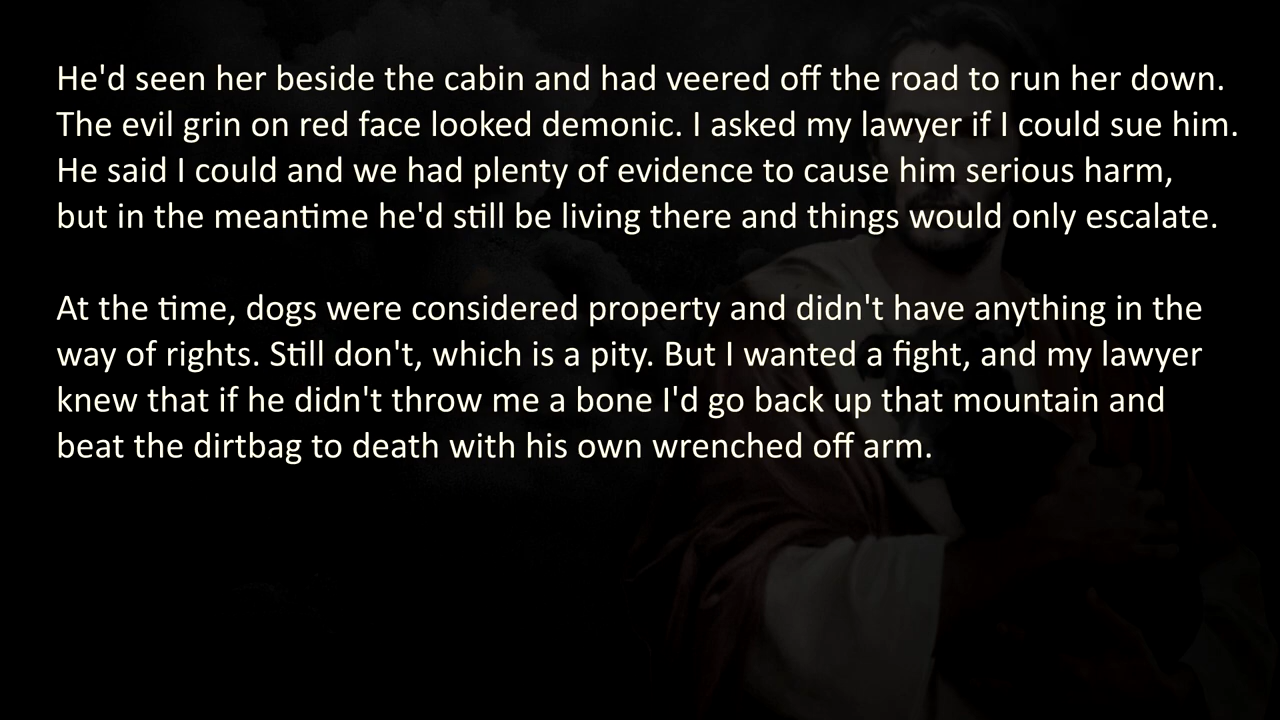 He'd seen her beside the cabin and had veered off the road to run her down.
The evil grin on red face looked demonic. I asked my lawyer if I could sue him.
He said I could and we had plenty of evidence to cause him serious harm,
but in the meantime he'd still be living there and things would only escalate.
At the time, dogs were considered property and didn't have anything in the
way of rights. Still don't, which is a pity. But I wanted a fight, and my lawyer
knew that if he didn't throw me a bone I'd go back up that mountain and
beat the dirtbag to death with his own wrenched off arm.